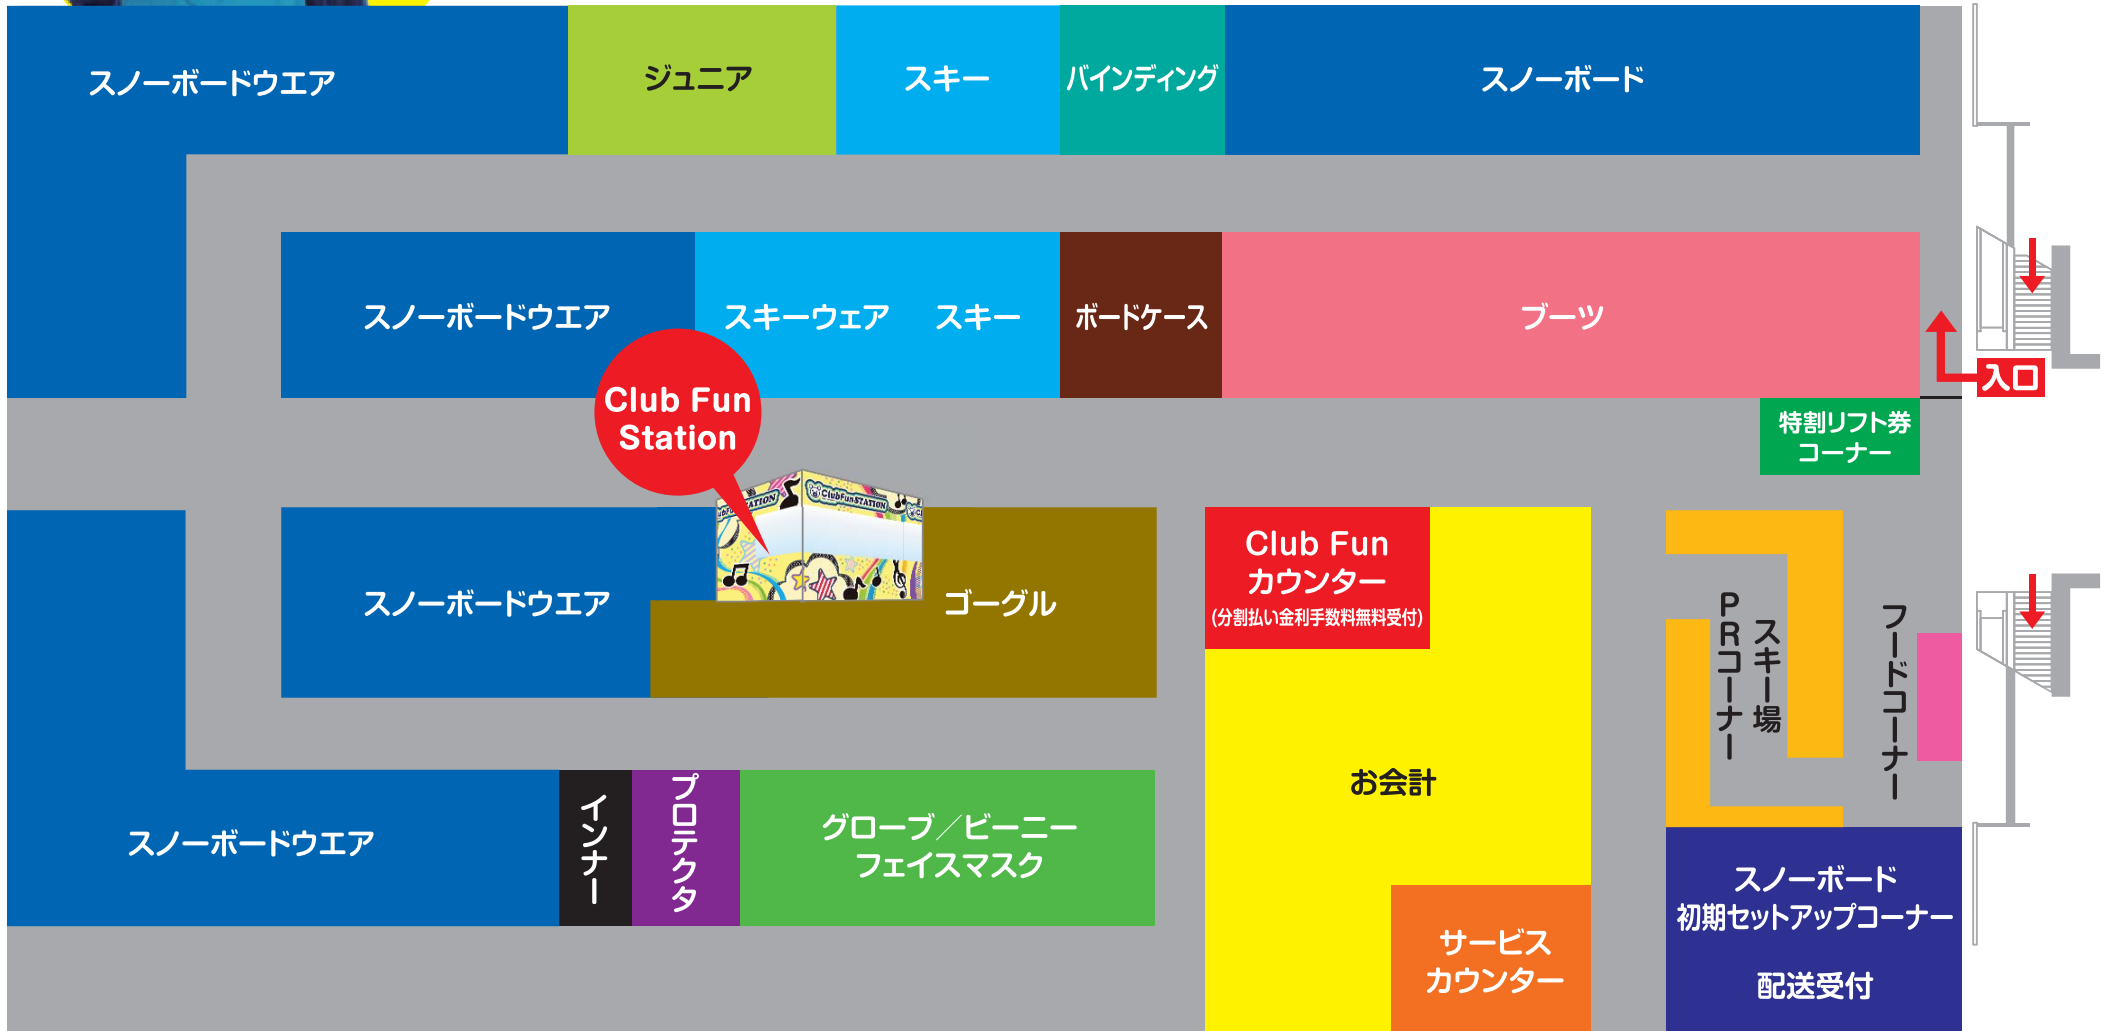 スノーボードウエア
ジュニア
スキー
バインディング
スノーボード
スノーボードウエア
スキーウェア
スキー
ボードケース
ブーツ
入口
特割リフト券
コーナー
Club Fun
Station
ClubFunSTATION
スノーボードウエア
ゴーグル
Club Fun
カウンター
(分割払い金利手数料無料受付)
スキー場
PRコーナー
フードコーナー
お会計
スノーボードウエア
インナー
プロテクタ
グローブ／ビーニー
フェイスマスク
サービス
カウンター
スノーボード
初期セットアップコーナー
配送受付